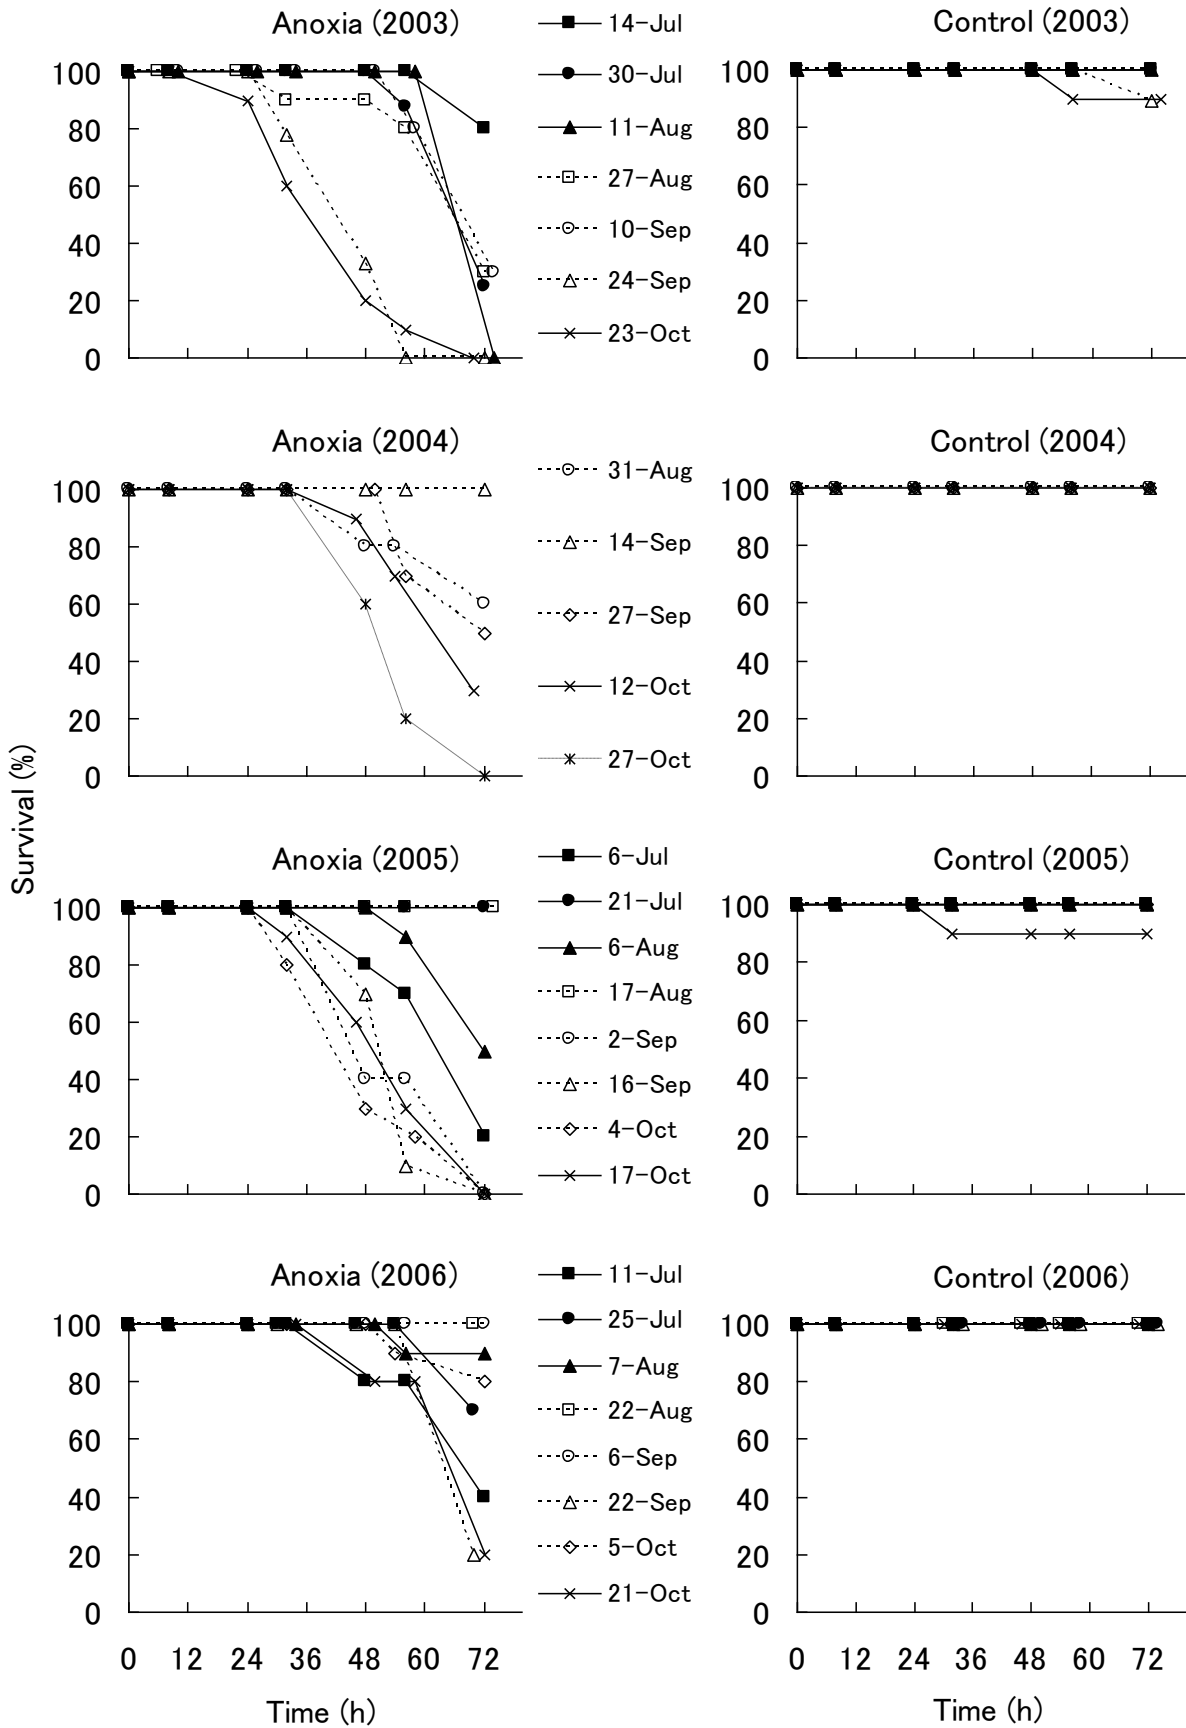 Anoxia (2003)
14-Jul
30-Jul
11-Aug
27-Aug
10-Sep
24-Sep
23-Oct
Control (2003)
100
80
60
40
20
0
100
80
60
40
20
0
Anoxia (2004)
31-Aug
14-Sep
27-Sep
12-Oct
27-Oct
Control (2004)
100
80
60
40
20
0
100
80
60
40
20
0
Survival (%)
Anoxia (2005)
6-Jul
21-Jul
6-Aug
17-Aug
2-Sep
16-Sep
4-Oct
17-Oct
Control (2005)
100
80
60
40
20
0
100
80
60
40
20
0
Anoxia (2006)
11-Jul
25-Jul
7-Aug
22-Aug
6-Sep
22-Sep
5-Oct
21-Oct
Control (2006)
100
80
60
40
20
0
100
80
60
40
20
0
0 12 24 36 48 60 72
Time (h)
0 12 24 36 48 60 72
Time (h)